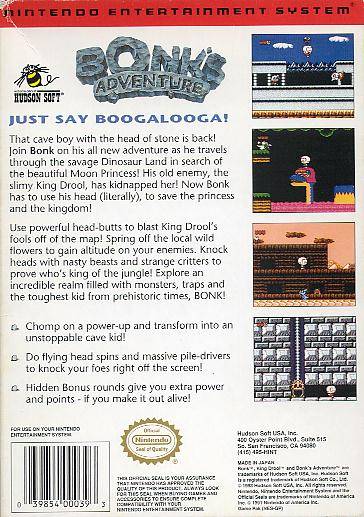 NINTENDO ENTERTAINMENT SYSTEM®
HUDSON SOFT®
BONK'S
ADVENTURE™
JUST SAY BOOGALOOGA!
That cave boy with the head of stone is back!
Join Bonk on his all new adventure as he travels
through the savage Dinosaur Land in search of
the beautiful Moon Princess! His old enemy, the
slimy King Drool, has kidnapped her! Now Bonk
has to use his head (literally), to save the princess
and the kingdom!
Use powerful head-butts to blast King Drool's
fools off of the map! Spring off the local wild
flowers to gain altitude on your enemies. Knock
heads with nasty beasts and strange critters to
prove who's king of the jungle! Explore an
incredible realm filled with monsters, traps and
the toughest kid from prehistoric times, BONK!
Chomp on a power-up and transform into an
unstoppable cave kid!
Do flying head spins and massive pile-drivers
to knock your foes right off the screen!
Hidden Bonus rounds give you extra power
and points - if you make it out alive!
FOR USE ON YOUR NINTENDO
ENTERTAINMENT SYSTEM.
0 39854 00039 3
Official
Nintendo
Seal of Quality
THIS OFFICIAL SEAL IS YOUR ASSURANCE
THAT NINTENDO HAS APPROVED THE
QUALITY OF THIS PRODUCT. ALWAYS LOOK
FOR THIS SEAL WHEN BUYING GAMES AND
ACCESSORIES TO ENSURE COMPLETE
Hudson Soft USA, Inc.
400 Oyster Point Blvd., Suite 515
So. San Francisco, CA 94080
(415) 495-HINT
MADE IN JAPAN
Bonk™, King Drool™ and Bonk's Adventure™ are
trademarks of Hudson Soft USA, Inc. Hudson Soft
is a registered trademark of Hudson Soft Co., Ltd.
© 1993 Hudson Soft USA, Inc. All rights reserved.
Nintendo, Nintendo Entertainment System and the
Official Seals are trademarks of Nintendo of America
Inc. © 1991 Nintendo of America Inc.
Game Pak (NES-GP)